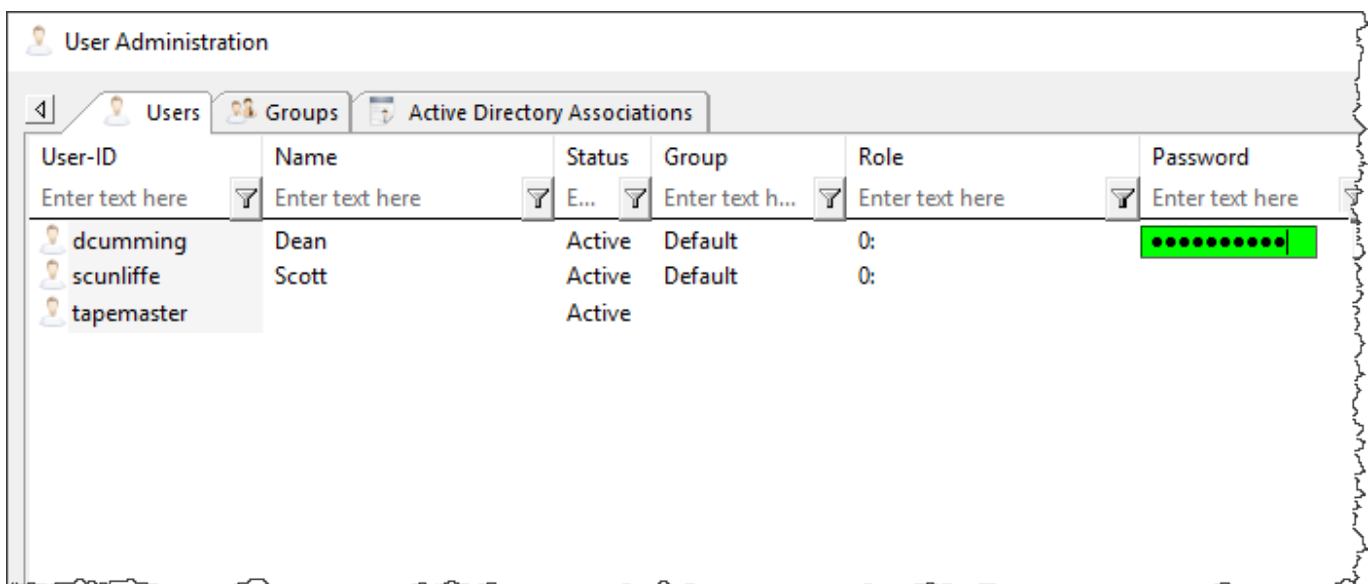 User Administration
Users Groups Active Directory Associations
User-ID Name Status Group Role Password
Enter text here Enter text here E... Enter text h... Enter text here Enter text here
dcumming Dean Active Default 0: ●●●●●●●●●●
scunliffe Scott Active Default 0:
tapemaster Active